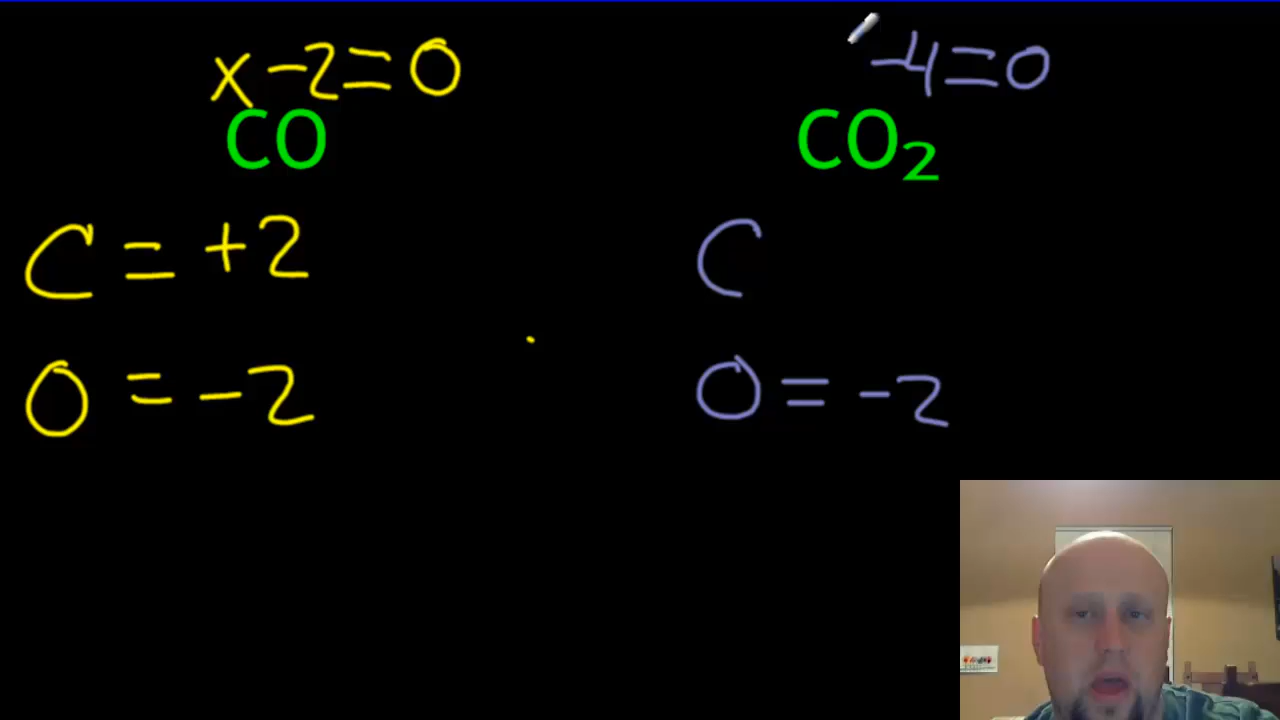 x-2=0
CO
C = +2
O = -2
-4=0
CO₂
C
O = -2